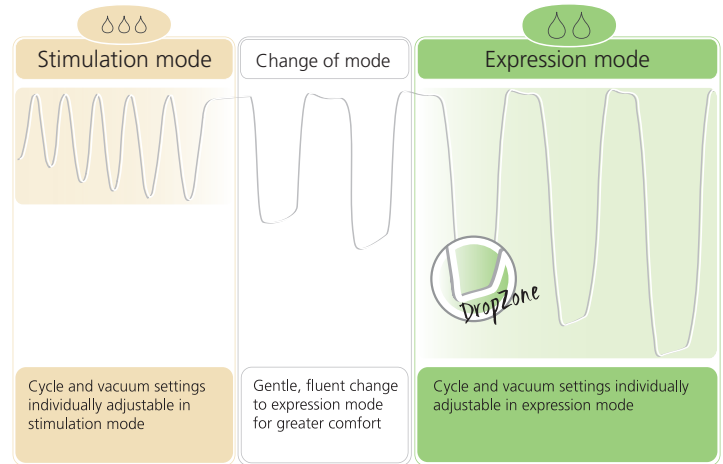 Stimulation mode
Change of mode
Expression mode
DropZone
Cycle and vacuum settings
individually adjustable in
stimulation mode
Gentle, fluent change
to expression mode
for greater comfort
Cycle and vacuum settings individually
adjustable in expression mode